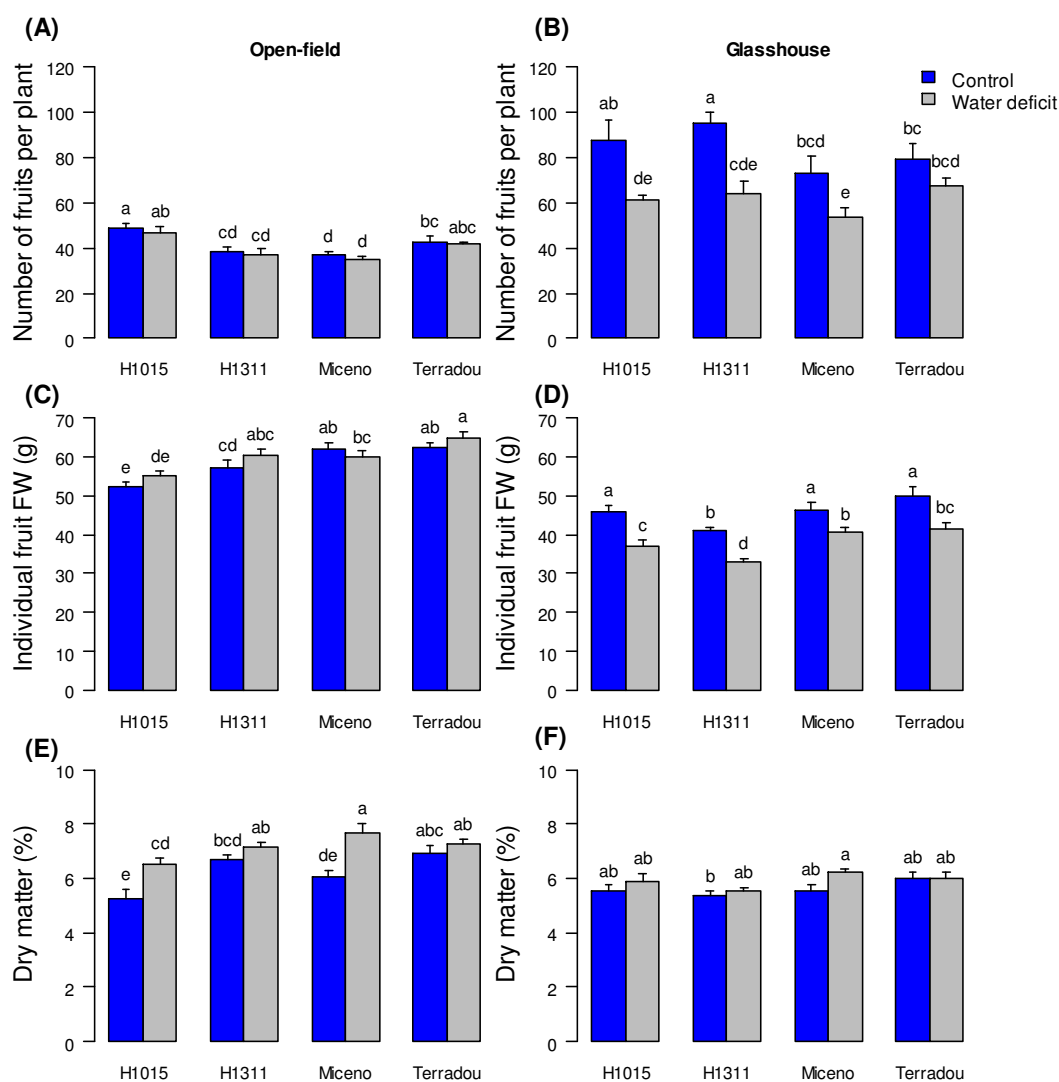 (A)
Open-field
Number of fruits per plant
120
100
80
60
40
20
0
a ab cd cd d d bc abc
H1015 H1311 Miceno Terradou
(B)
Glasshouse
Control
Water deficit
Number of fruits per plant
120
100
80
60
40
20
0
ab de a cde bcd e bc bcd
H1015 H1311 Miceno Terradou
(C)
Individual fruit FW (g)
70
60
50
40
30
20
10
0
e de cd abc ab bc ab a
H1015 H1311 Miceno Terradou
(D)
Individual fruit FW (g)
70
60
50
40
30
20
10
0
a c b d a b a bc
H1015 H1311 Miceno Terradou
(E)
Dry matter (%)
10
8
6
4
2
0
e cd bcd ab de a abc ab
H1015 H1311 Miceno Terradou
(F)
Dry matter (%)
10
8
6
4
2
0
ab ab b ab ab a ab ab
H1015 H1311 Miceno Terradou